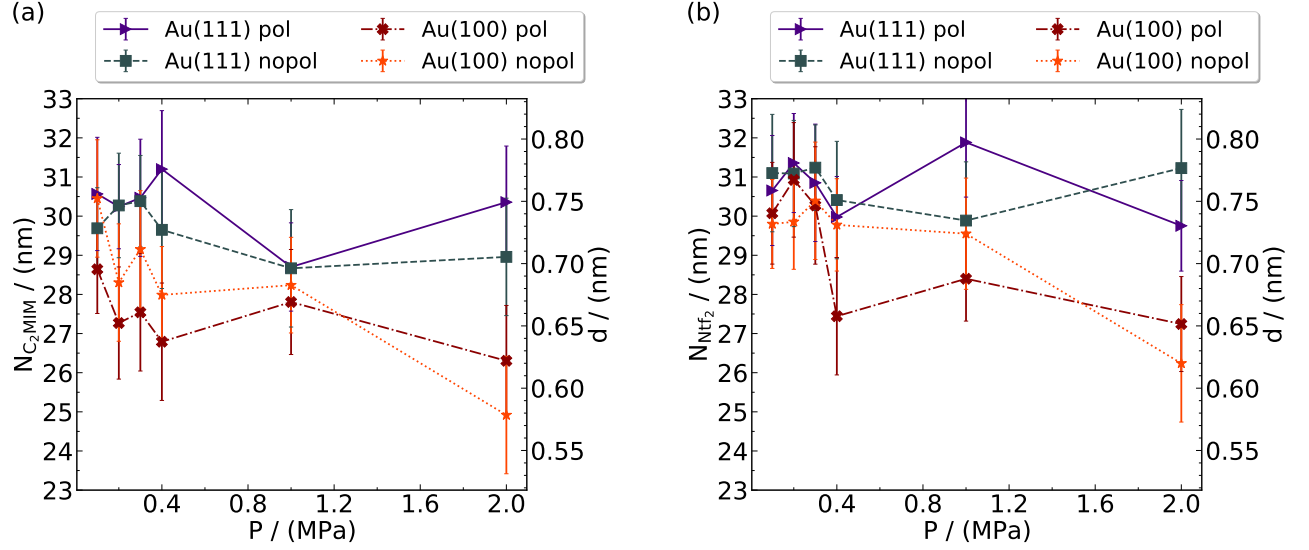 (a)
Au(111) pol
Au(100) pol
Au(111) nopol
Au(100) nopol
33
32
31
30
29
28
27
26
25
24
23
N_C₂MIM / (nm)
0.80
0.75
0.70
0.65
0.60
0.55
d / (nm)
0.4
0.8
1.2
1.6
2.0
P / (MPa)
(b)
Au(111) pol
Au(100) pol
Au(111) nopol
Au(100) nopol
33
32
31
30
29
28
27
26
25
24
23
N_Ntf₂ / (nm)
0.80
0.75
0.70
0.65
0.60
0.55
d / (nm)
0.4
0.8
1.2
1.6
2.0
P / (MPa)